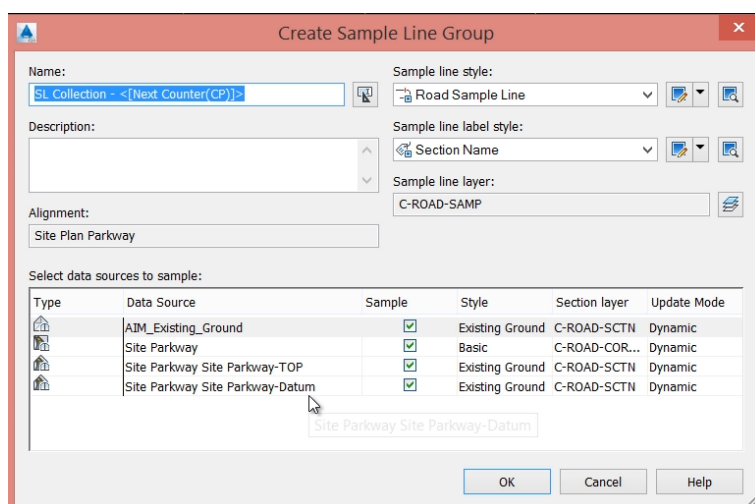 Create Sample Line Group
Name:
SL Collection - <[Next Counter(CP)]>
Description:
Alignment:
Site Plan Parkway
Sample line style:
Road Sample Line
Sample line label style:
Section Name
Sample line layer:
C-ROAD-SAMP
Select data sources to sample:
Type Data Source Sample Style Section layer Update Mode
AIM_Existing_Ground Existing Ground C-ROAD-SCTN Dynamic
Site Parkway Basic C-ROAD-COR... Dynamic
Site Parkway Site Parkway-TOP Existing Ground C-ROAD-SCTN Dynamic
Site Parkway Site Parkway-Datum Existing Ground C-ROAD-SCTN Dynamic
Site Parkway Site Parkway-Datum
OK Cancel Help